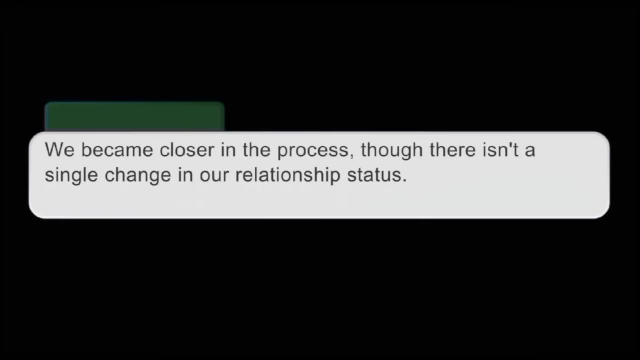 We became closer in the process, though there isn't a
single change in our relationship status.